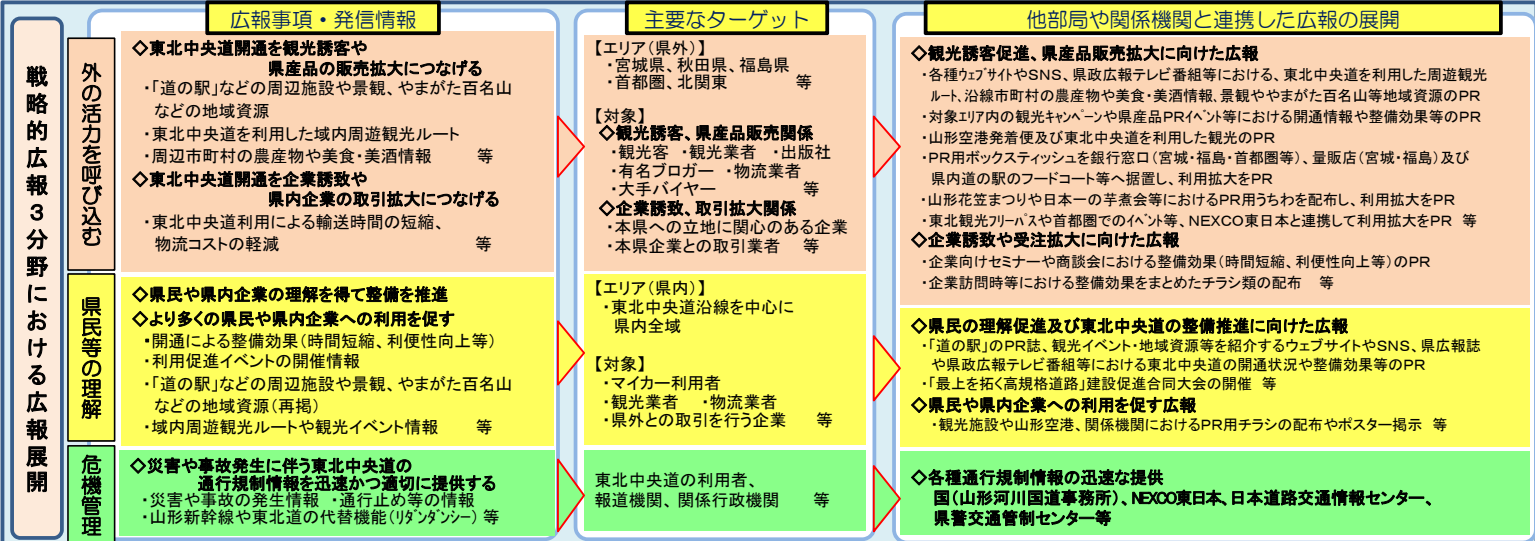 広報事項・発信情報
主要なターゲット
他部局や関係機関と連携した広報の展開
戦略的広報３分野における広報展開
外の活力を呼び込む
◇東北中央道開通を観光誘客や
県産品の販売拡大につなげる
・「道の駅」などの周辺施設や景観、やまがた百名山
などの地域資源
・東北中央道を利用した域内周遊観光ルート
・周辺市町村の農産物や美食・美酒情報　　　等
◇東北中央道開通を企業誘致や
県内企業の取引拡大につなげる
・東北中央道利用による輸送時間の短縮、
物流コストの軽減　　　等
【エリア（県外）】
・宮城県、秋田県、福島県
・首都圏、北関東　　　等
【対象】
◇観光誘客、県産品販売関係
・観光客　・観光業者　・出版社
・有名ブロガー　・物流業者
・大手バイヤー　　　等
◇企業誘致、取引拡大関係
・本県への立地に関心のある企業
・本県企業との取引業者　　等
◇観光誘客促進、県産品販売拡大に向けた広報
・各種ｳｪﾌﾞｻｲﾄやSNS、県政広報テレビ番組等における、東北中央道を利用した周遊観光
ﾙｰﾄ、沿線市町村の農産物や美食・美酒情報、景観ややまがた百名山等地域資源のPR
・対象エリア内の観光ｷｬﾝﾍﾟｰﾝや県産品PRｲﾍﾞﾝﾄ等における開通情報や整備効果等のPR
・山形空港発着便及び東北中央道を利用した観光のPR
・PR用ボックスティッシュを銀行窓口（宮城・福島・首都圏等）、量販店（宮城・福島）及び
県内道の駅のフードコート等へ据置し、利用拡大をPR
・山形花笠まつりや日本一の芋煮会等におけるPR用うちわを配布し、利用拡大をPR
・東北観光ﾌﾘｰﾊﾟｽや首都圏でのｲﾍﾞﾝﾄ等、NEXCO東日本と連携して利用拡大をPR　等
◇企業誘致や受注拡大に向けた広報
・企業向けセミナーや商談会における整備効果（時間短縮、利便性向上等）のPR
・企業訪問時等における整備効果をまとめたチラシ類の配布　等
県民等の理解
◇県民や県内企業の理解を得て整備を推進
◇より多くの県民や県内企業への利用を促す
・開通による整備効果（時間短縮、利便性向上等）
・利用促進イベントの開催情報
・「道の駅」などの周辺施設や景観、やまがた百名山
などの地域資源（再掲）
・域内周遊観光ルートや観光イベント情報　　　等
【エリア（県内）】
・東北中央道沿線を中心に
県内全域
【対象】
・マイカー利用者
・観光業者　・物流業者
・県外との取引を行う企業　　等
◇県民の理解促進及び東北中央道の整備推進に向けた広報
・「道の駅」のPR誌、観光イベント・地域資源等を紹介するウェブサイトやSNS、県広報誌
や県政広報テレビ番組等における東北中央道の開通状況や整備効果等のPR
・「最上を拓く高規格道路」建設促進合同大会の開催　等
◇県民や県内企業への利用を促す広報
・観光施設や山形空港、関係機関におけるPR用チラシの配布やポスター掲示　等
危機管理
◇災害や事故発生に伴う東北中央道の
通行規制情報を迅速かつ適切に提供する
・災害や事故の発生情報　・通行止め等の情報
・山形新幹線や東北道の代替機能（ﾘﾀﾞﾝﾀﾞﾝｼｰ）等
東北中央道の利用者、
報道機関、関係行政機関　　等
◇各種通行規制情報の迅速な提供
国（山形河川国道事務所）、NEXCO東日本、日本道路交通情報センター、
県警交通管制センター等